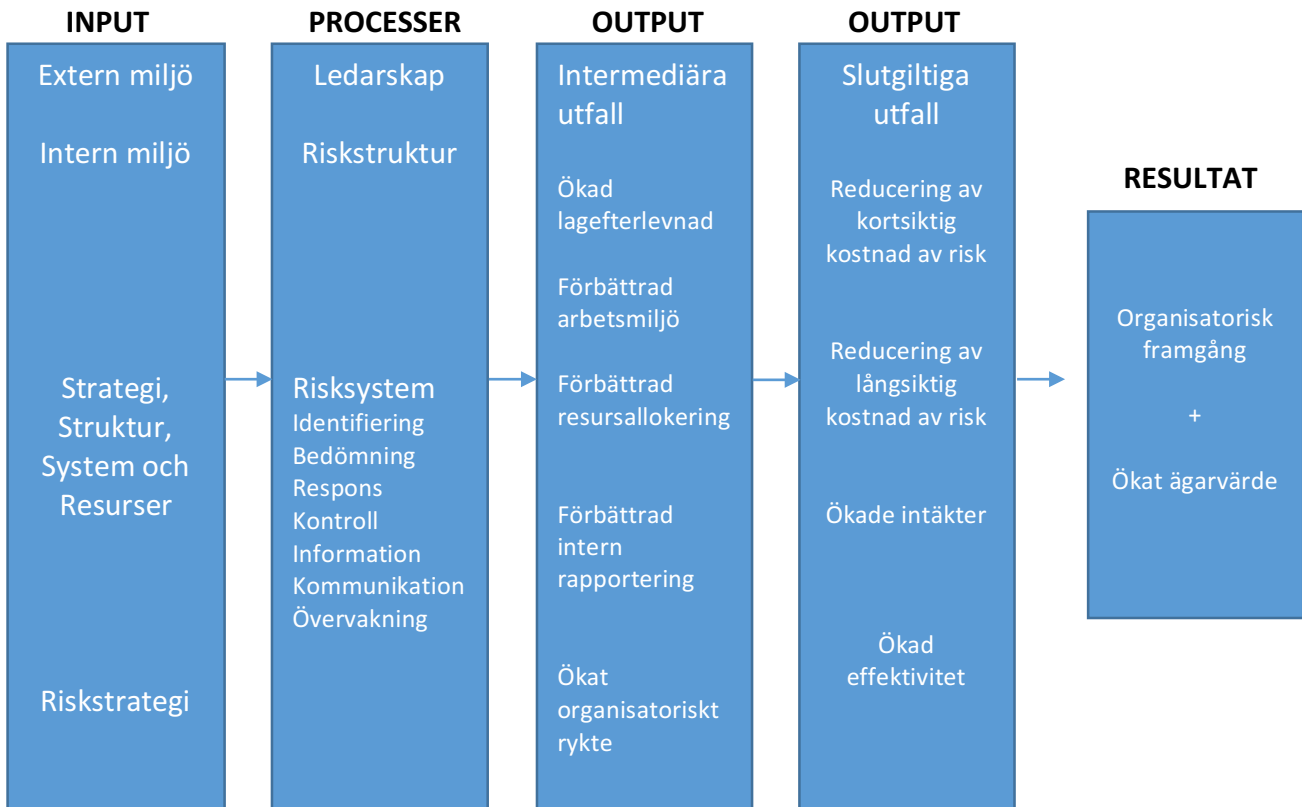 INPUT
Extern miljö
Intern miljö
Strategi,
Struktur,
System och
Resurser
Riskstrategi
PROCESSER
Ledarskap
Riskstruktur
Risksystem
Identifiering
Bedömning
Respons
Kontroll
Information
Kommunikation
Övervakning
OUTPUT
Intermediära
utfall
Ökad
lagefterlevnad
Förbättrad
arbetsmiljö
Förbättrad
resursallokering
Förbättrad
intern
rapportering
Ökat
organisatoriskt
rykte
OUTPUT
Slutgiltiga
utfall
Reducering av
kortsiktig
kostnad av risk
Reducering av
långsiktig
kostnad av risk
Ökade intäkter
Ökad
effektivitet
RESULTAT
Organisatorisk
framgång
+
Ökat ägarvärde